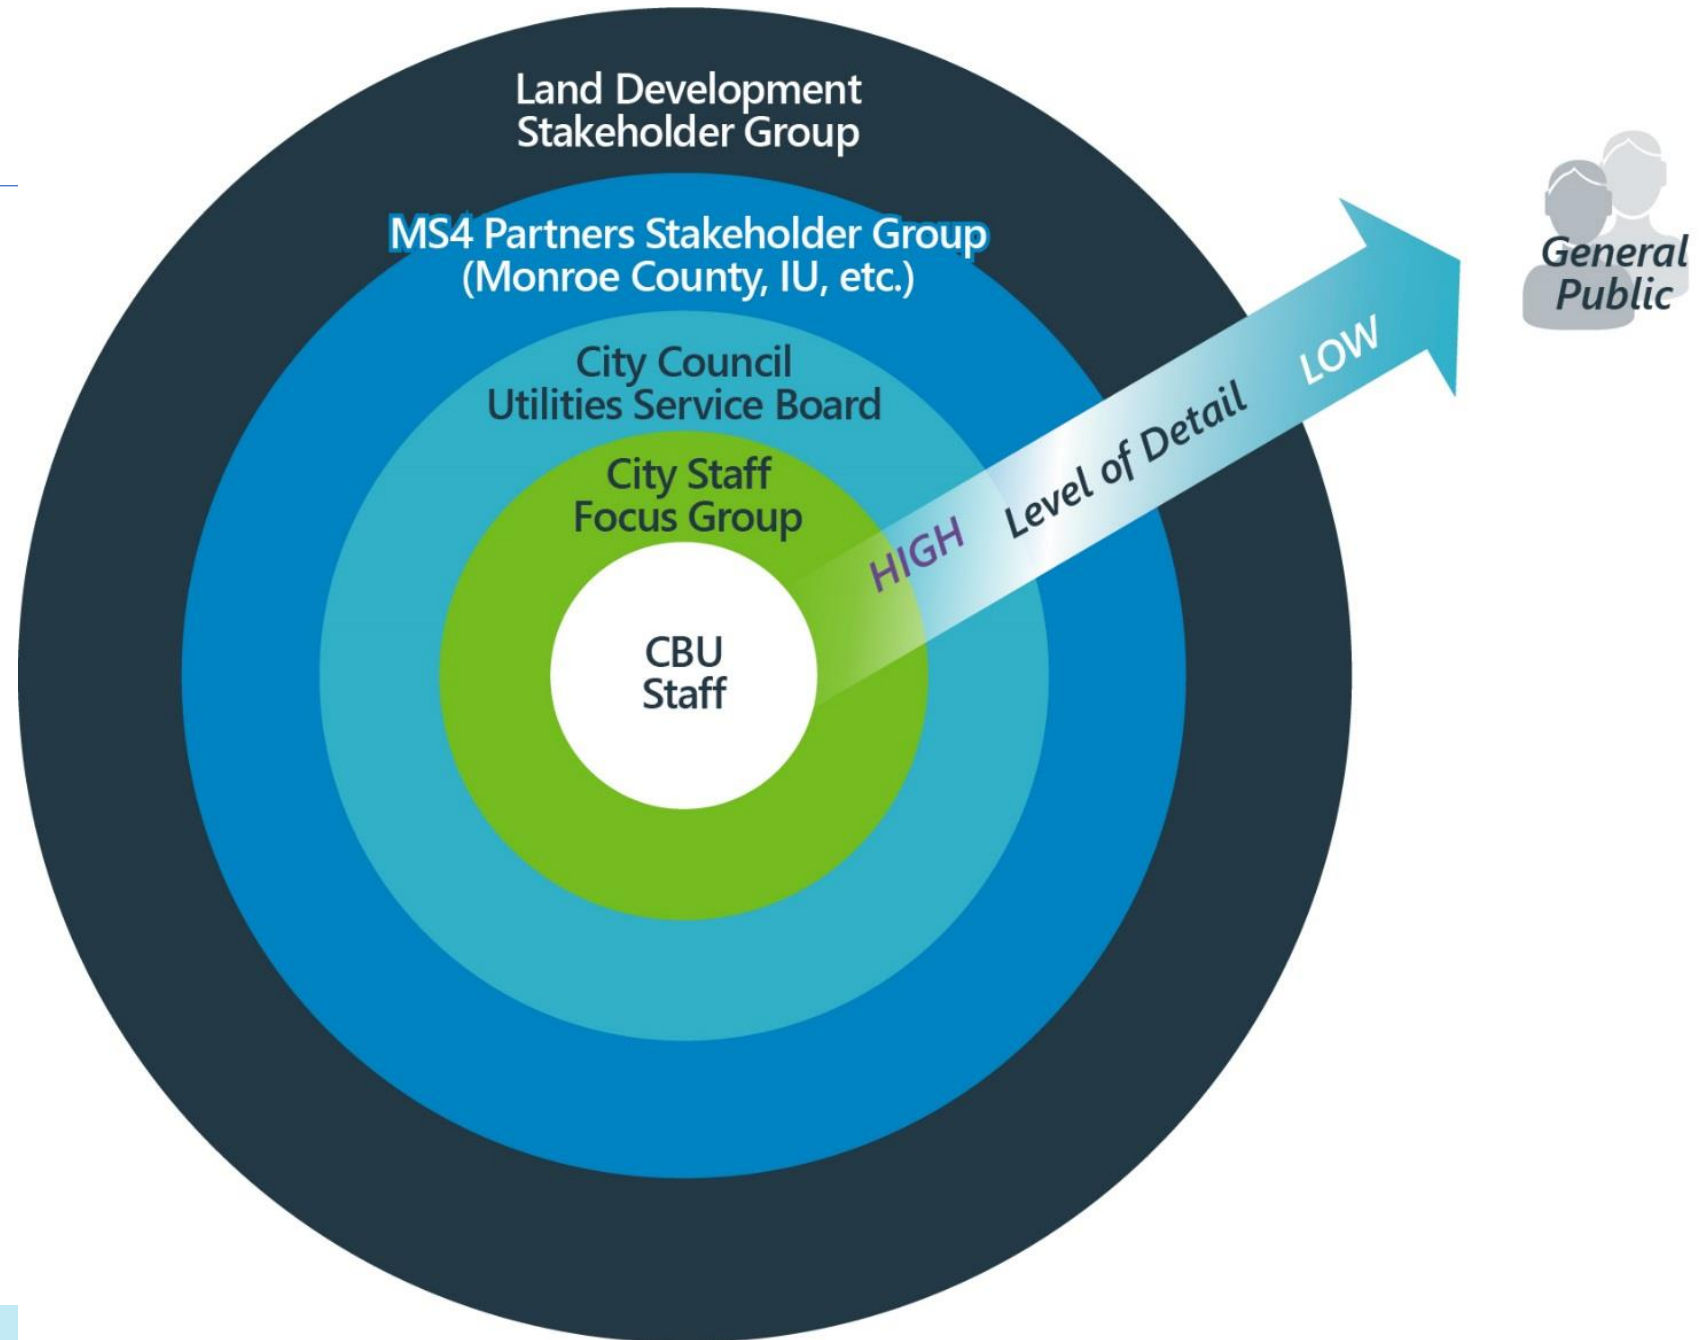 Land Development
Stakeholder Group
MS4 Partners Stakeholder Group
(Monroe County, IU, etc.)
City Council
Utilities Service Board
City Staff
Focus Group
CBU
Staff
HIGH Level of Detail LOW
General
Public